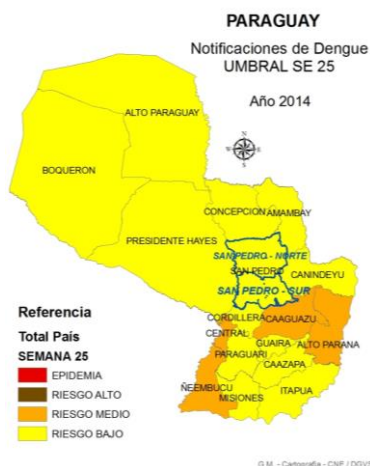 PARAGUAY
Notificaciones de Dengue
UMBRAL SE 25
Año 2014
N
W
E
S
ALTO PARAGUAY
BOQUERON
CONCEPCION
AMAMBAY
PRESIDENTE HAYES
SAN PEDRO - NORTE
SAN PEDRO
CANINDEYU
SAN PEDRO - SUR
CORDILLERA
CAAGUAZU
CENTRAL
GUAIRA
ALTO PARANA
PARAGUARI
CAAZAPA
ÑEEMBUCU
MISIONES
ITAPUA
Referencia
Total País
SEMANA 25
EPIDEMIA
RIESGO ALTO
RIESGO MEDIO
RIESGO BAJO
G.M. - Cartografia - CNE / DGVS